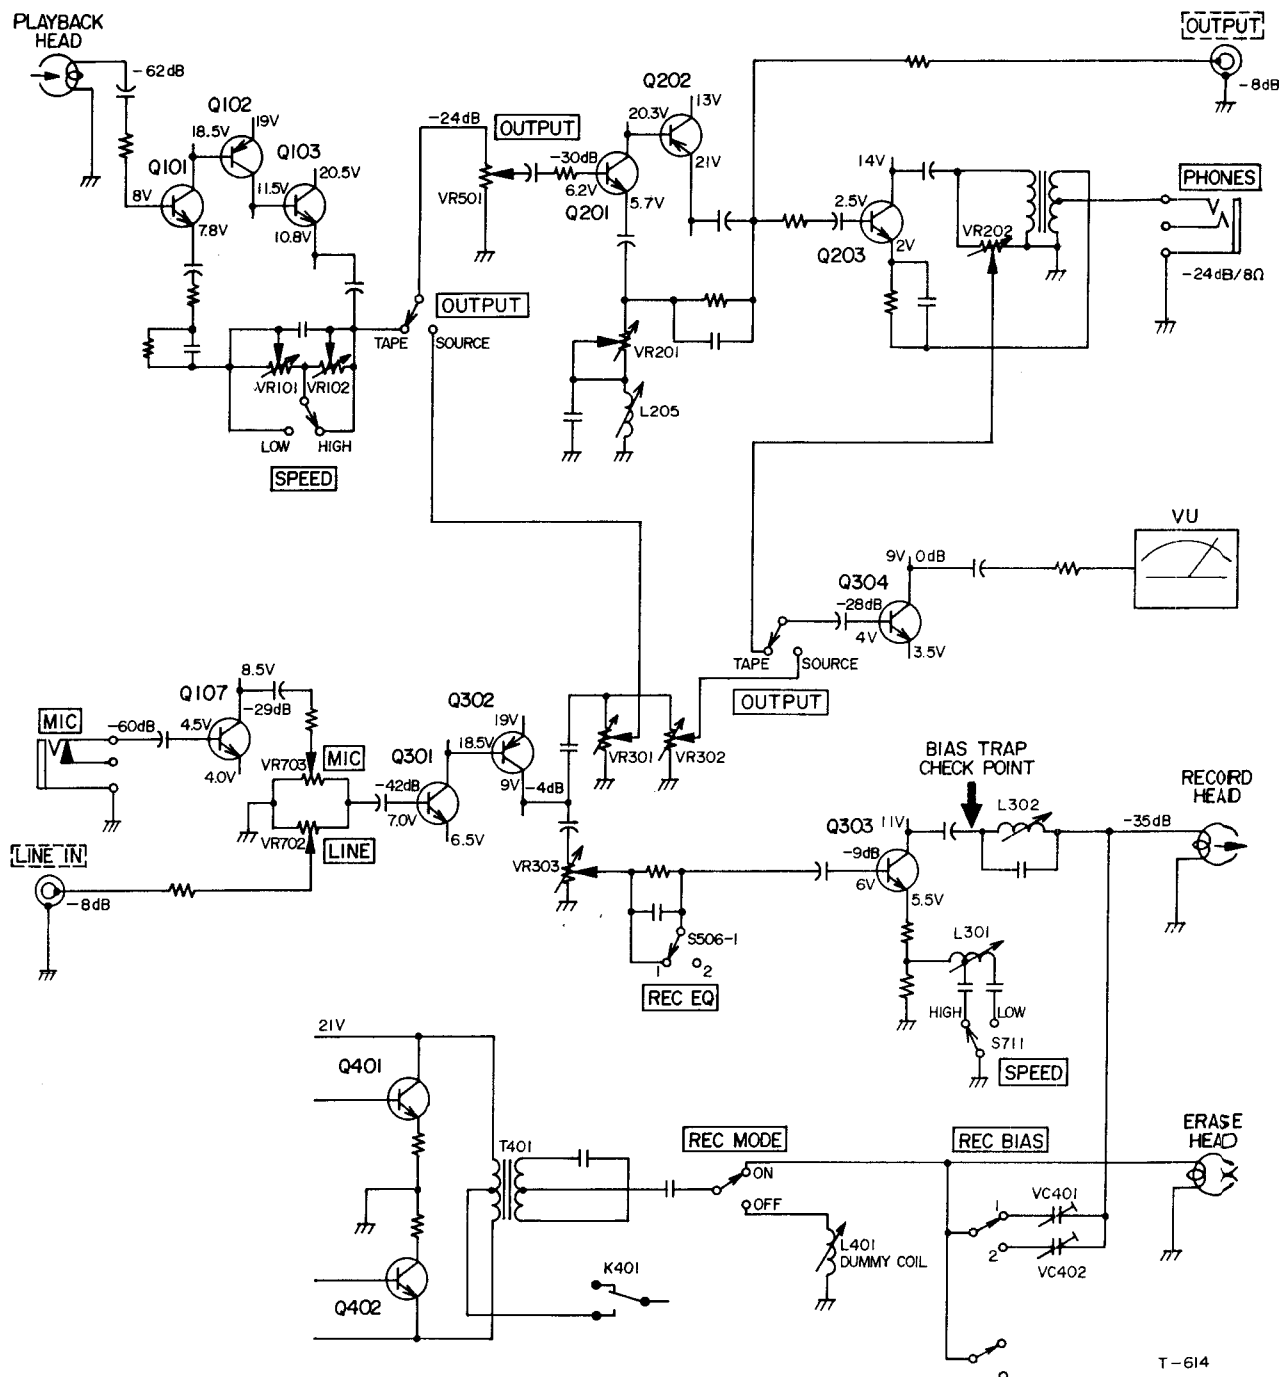 PLAYBACK
HEAD
-62dB
Q102
19V
18.5V
Q101
Q103
20.5V
8V
11.5V
7.8V
10.8V
VR101
VR102
LOW
HIGH
SPEED
-24dB
OUTPUT
VR501
OUTPUT
TAPE
SOURCE
Q202
13V
20.3V
-30dB
21V
6.2V
Q201
5.7V
VR201
L205
OUTPUT
-8dB
14V
2.5V
Q203
2V
VR202
PHONES
-24dB/8Ω
VU
9V
0dB
Q304
-28dB
4V
3.5V
TAPE
SOURCE
OUTPUT
MIC
-60dB
Q107
8.5V
-29dB
4.5V
4.0V
VR703
MIC
VR702
LINE
LINE IN
-8dB
Q301
-42dB
7.0V
6.5V
Q302
19V
18.5V
9V
-4dB
VR301
VR302
VR303
S506-1
1
2
REC EQ
BIAS TRAP
CHECK POINT
L302
Q303
11V
-9dB
6V
5.5V
L301
HIGH
LOW
S711
SPEED
-35dB
RECORD
HEAD
21V
Q401
Q402
T401
K401
REC MODE
ON
OFF
L401
DUMMY COIL
REC BIAS
1
2
VC401
VC402
ERASE
HEAD
T-614